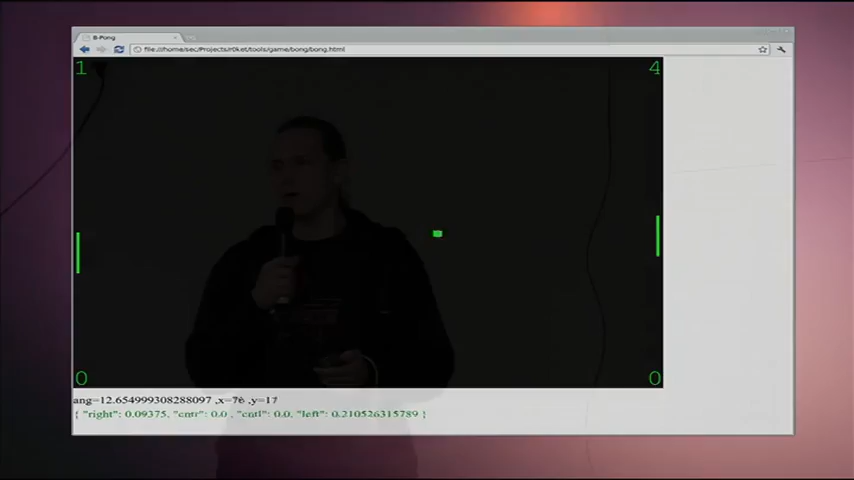 B-Pong
file:///home/sec/Projects/r0ket/tools/game/bong/bong.html
1 4
0 0
ang=12.654999308288097 ,x=76 ,y=17
{ "right": 0.09375, "cntr": 0.0 , "cntl": 0.0, "left": 0.210526315789 }